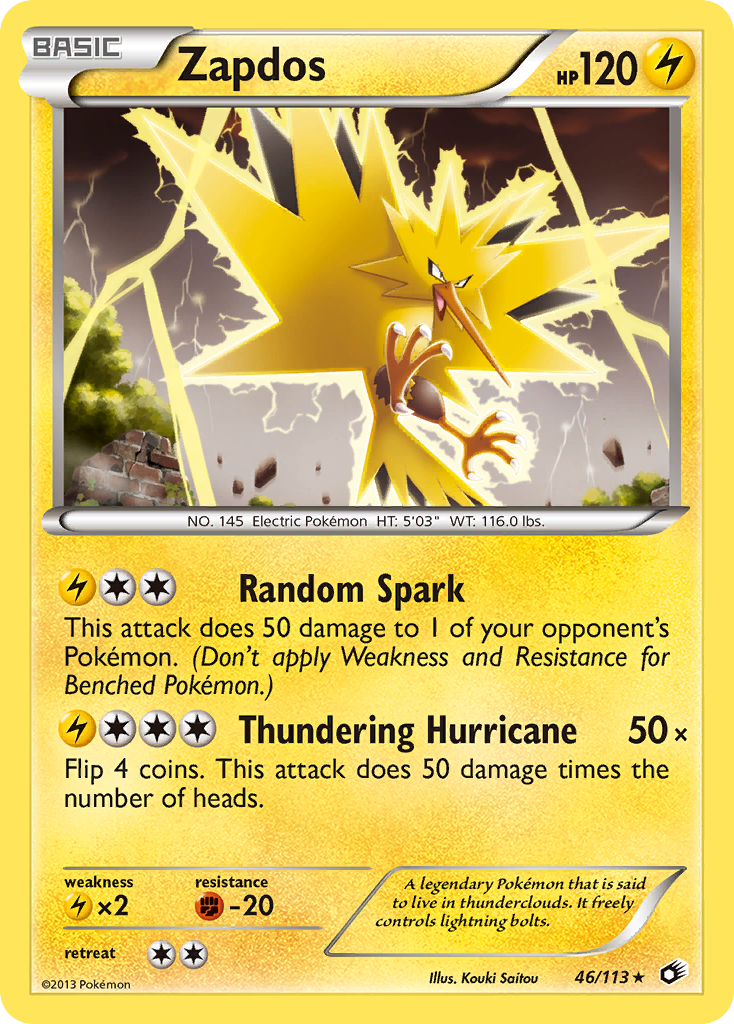 BASIC
Zapdos
HP120
NO. 145 Electric Pokémon HT: 5'03" WT: 116.0 lbs.
Random Spark
This attack does 50 damage to 1 of your opponent's
Pokémon. (Don't apply Weakness and Resistance for
Benched Pokémon.)
Thundering Hurricane 50×
Flip 4 coins. This attack does 50 damage times the
number of heads.
weakness
×2
resistance
-20
retreat
A legendary Pokémon that is said
to live in thunderclouds. It freely
controls lightning bolts.
©2013 Pokémon
Illus. Kouki Saitou
46/113 ★